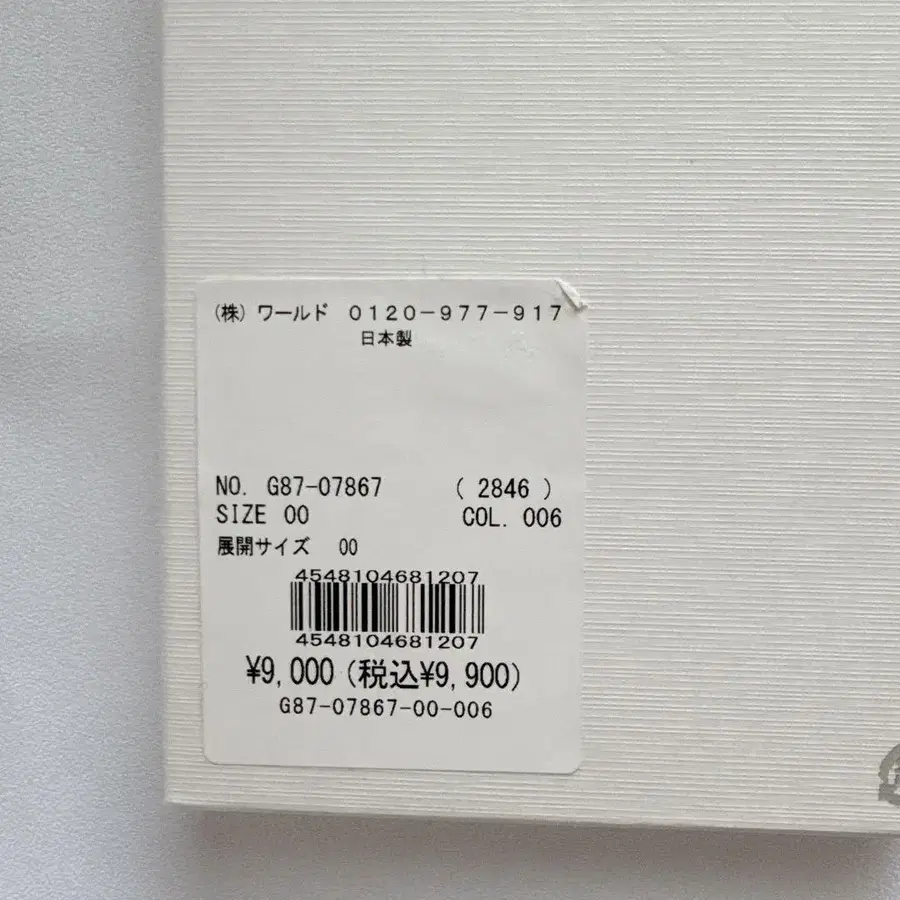 (株) ワールド 0120-977-917
日本製
NO. G87-07867 ( 2846 )
SIZE 00 COL. 006
展開サイズ 00
4548104681207
4548104681207
¥9,000 (税込¥9,900)
G87-07867-00-006